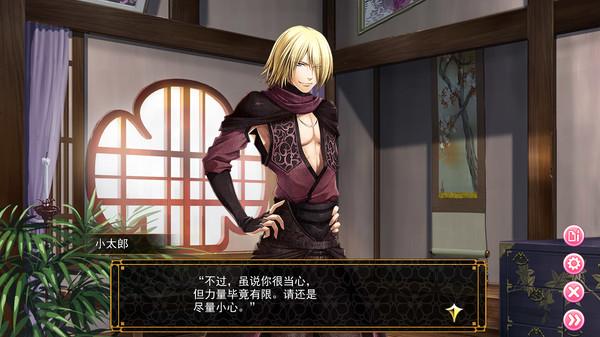 小太郎
“不过，虽说你很当心，
但力量毕竟有限。请还是
尽量小心。”